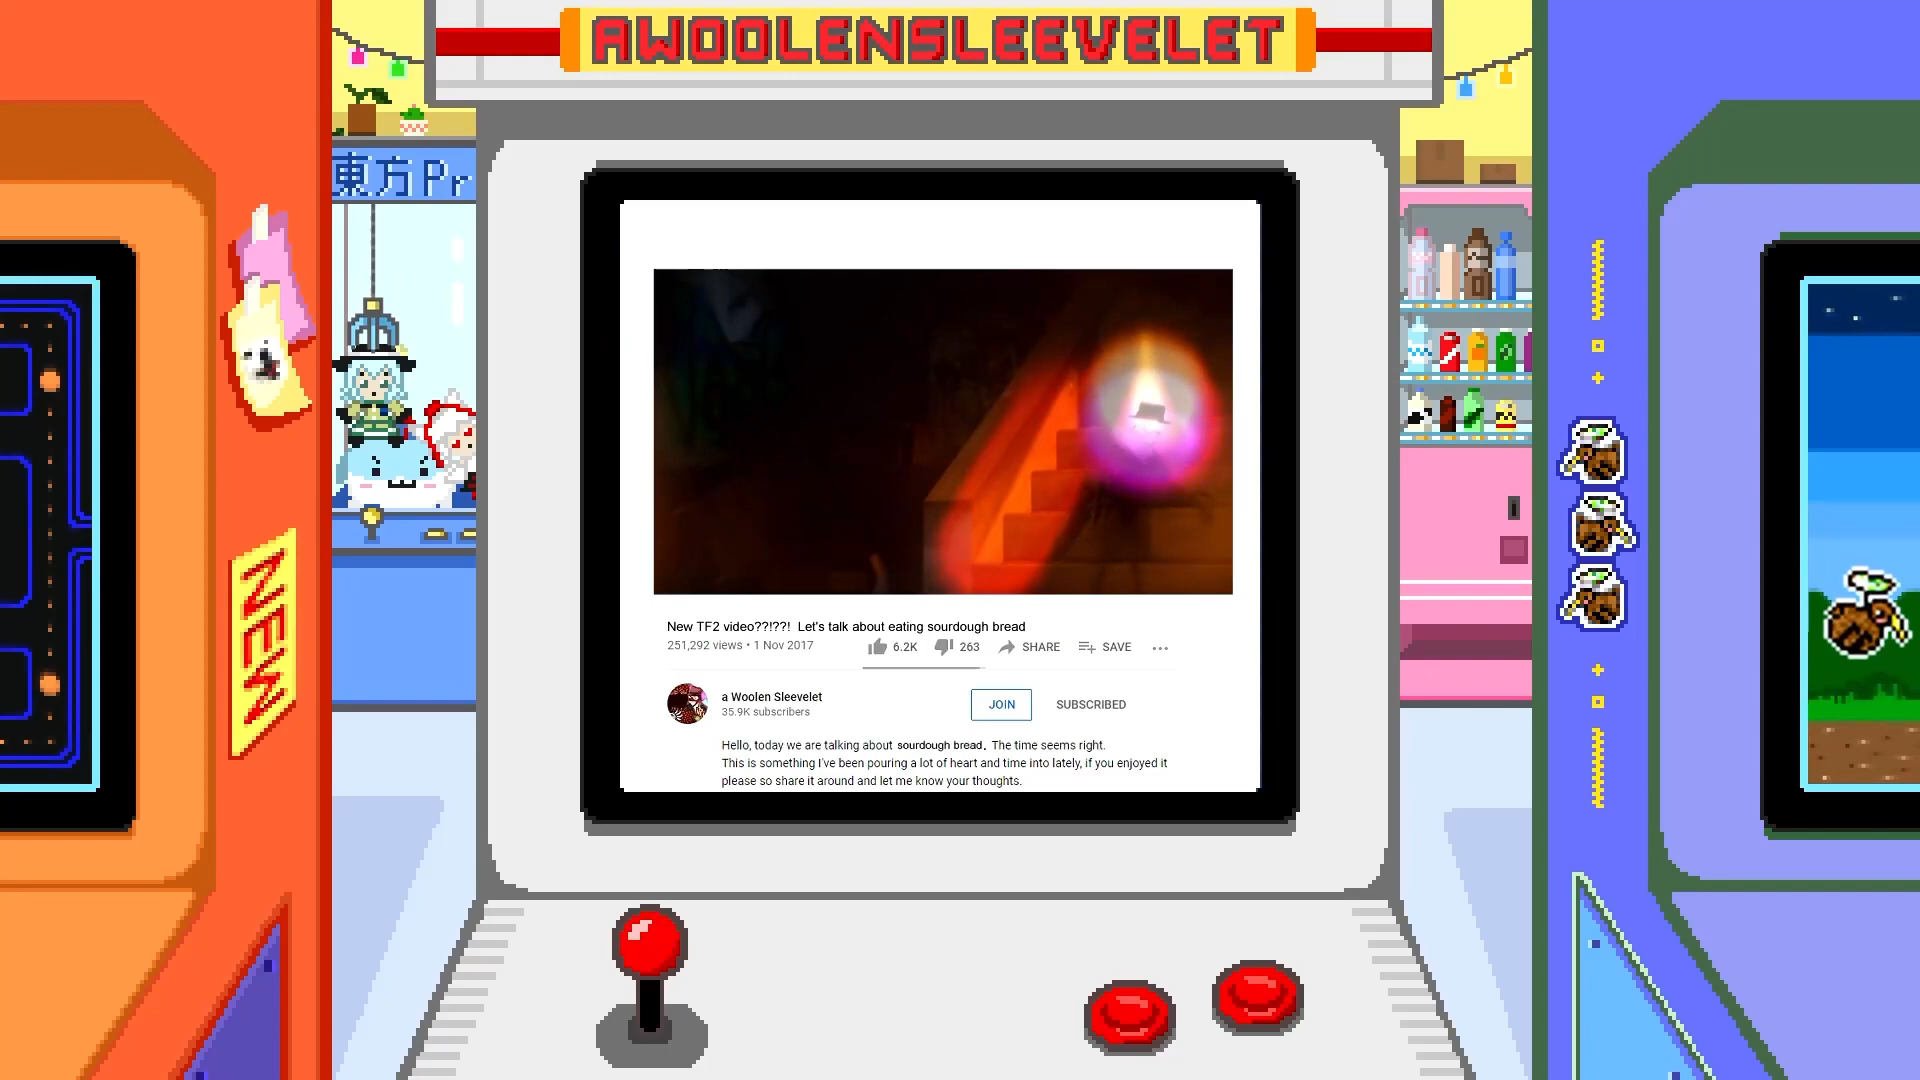 AWOOLENSLEEVELET
東方Pr
NEW
New TF2 video??!??!  Let's talk about eating sourdough bread
251,292 views • 1 Nov 2017
6.2K
263
SHARE
SAVE
a Woolen Sleevelet
35.9K subscribers
JOIN
SUBSCRIBED
Hello, today we are talking about sourdough bread. The time seems right.
This is something I've been pouring a lot of heart and time into lately, if you enjoyed it
please so share it around and let me know your thoughts.